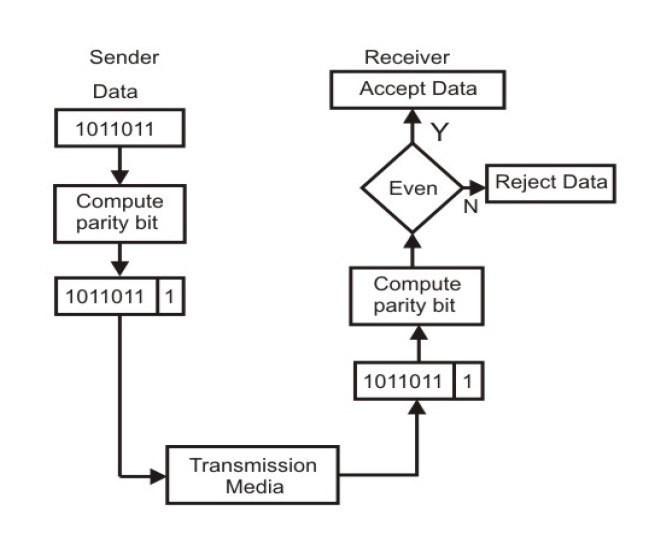 Sender
Data
1011011
Compute
parity bit
1011011 1
Transmission
Media
Receiver
Accept Data
Y
Even
N
Reject Data
Compute
parity bit
1011011 1